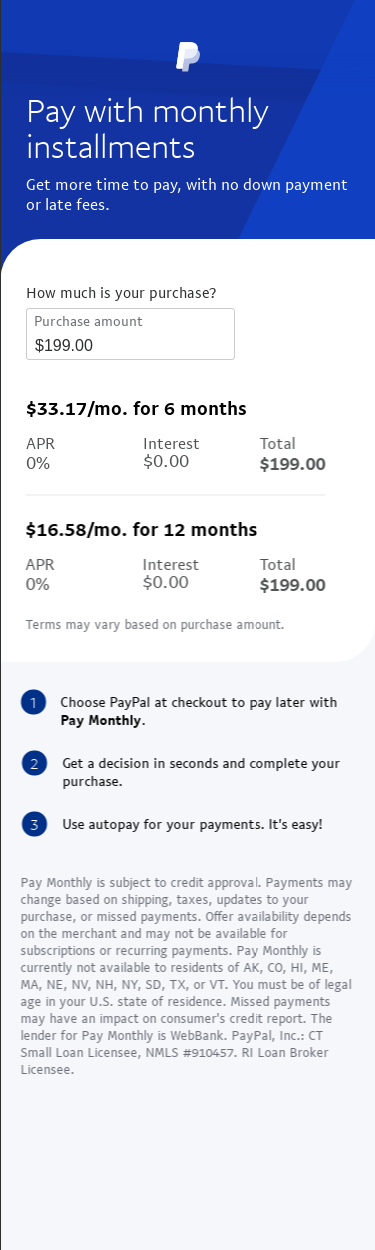 Pay with monthly
installments
Get more time to pay, with no down payment
or late fees.
How much is your purchase?
Purchase amount
$199.00
$33.17/mo. for 6 months
APR Interest Total
0% $0.00 $199.00
$16.58/mo. for 12 months
APR Interest Total
0% $0.00 $199.00
Terms may vary based on purchase amount.
1 Choose PayPal at checkout to pay later with
Pay Monthly.
2 Get a decision in seconds and complete your
purchase.
3 Use autopay for your payments. It's easy!
Pay Monthly is subject to credit approval. Payments may
change based on shipping, taxes, updates to your
purchase, or missed payments. Offer availability depends
on the merchant and may not be available for
subscriptions or recurring payments. Pay Monthly is
currently not available to residents of AK, CO, HI, ME,
MA, NE, NV, NH, NY, SD, TX, or VT. You must be of legal
age in your U.S. state of residence. Missed payments
may have an impact on consumer's credit report. The
lender for Pay Monthly is WebBank. PayPal, Inc.: CT
Small Loan Licensee, NMLS #910457. RI Loan Broker
Licensee.